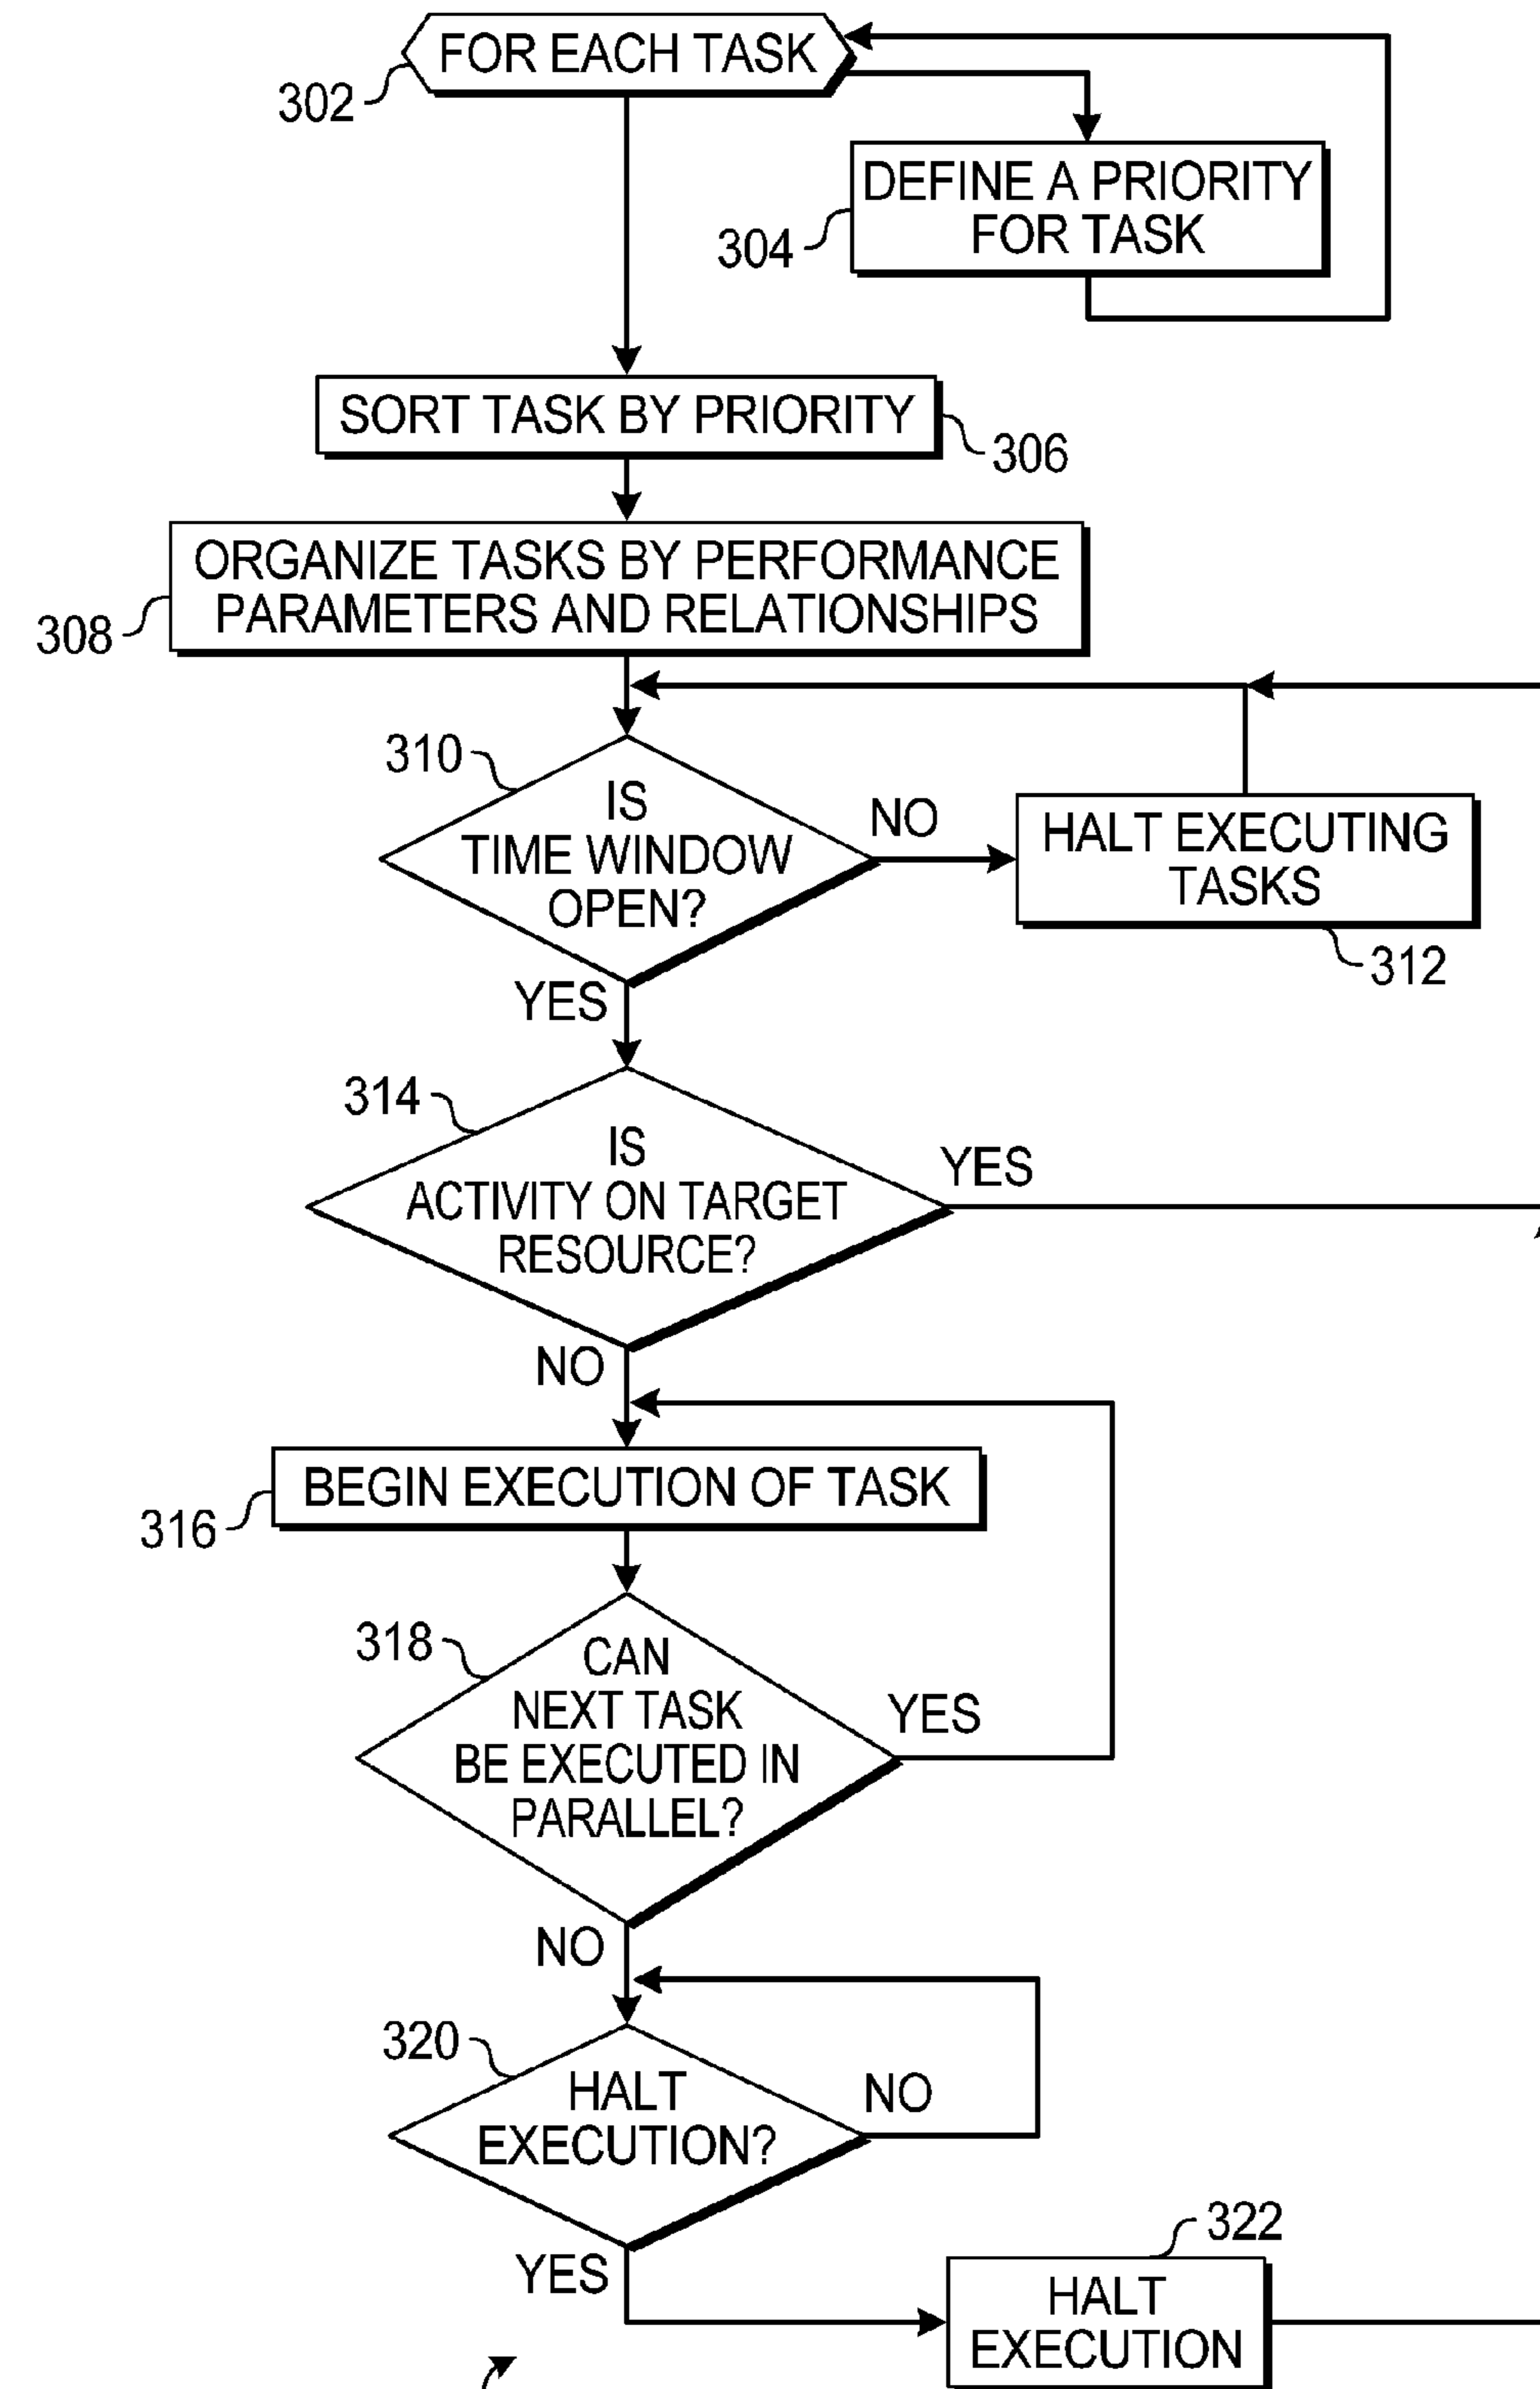 FOR EACH TASK
302
DEFINE A PRIORITY
FOR TASK
304
SORT TASK BY PRIORITY
306
ORGANIZE TASKS BY PERFORMANCE
PARAMETERS AND RELATIONSHIPS
308
310
IS
TIME WINDOW
OPEN?
NO
HALT EXECUTING
TASKS
312
YES
314
IS
ACTIVITY ON TARGET
RESOURCE?
YES
NO
BEGIN EXECUTION OF TASK
316
318
CAN
NEXT TASK
BE EXECUTED IN
PARALLEL?
YES
NO
320
HALT
EXECUTION?
NO
YES
322
HALT
EXECUTION